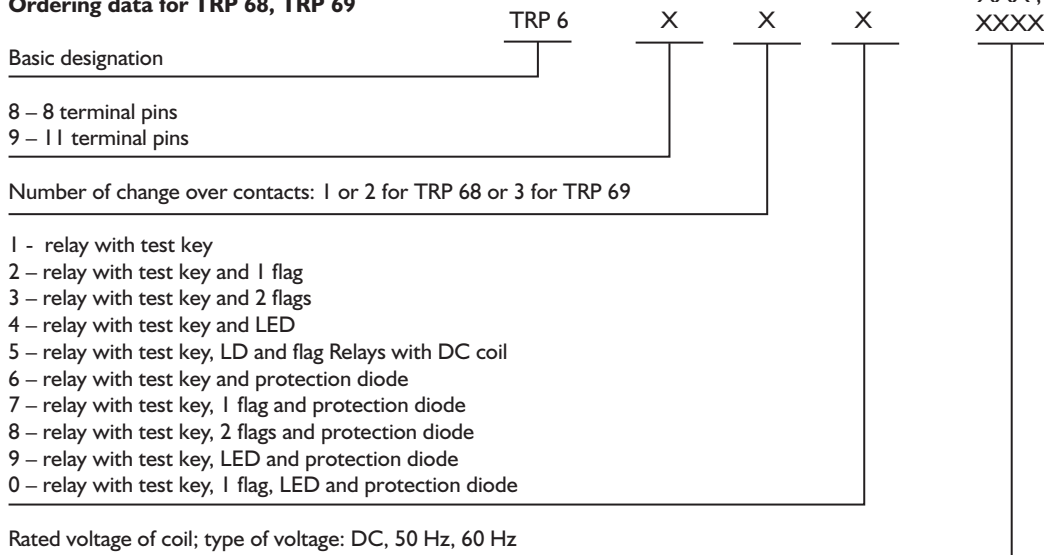 Ordering data for TRP 68, TRP 69
TRP 6 X X X XXXX
Basic designation
8 – 8 terminal pins
9 – 11 terminal pins
Number of change over contacts: 1 or 2 for TRP 68 or 3 for TRP 69
1 - relay with test key
2 – relay with test key and 1 flag
3 – relay with test key and 2 flags
4 – relay with test key and LED
5 – relay with test key, LD and flag Relays with DC coil
6 – relay with test key and protection diode
7 – relay with test key, 1 flag and protection diode
8 – relay with test key, 2 flags and protection diode
9 – relay with test key, LED and protection diode
0 – relay with test key, 1 flag, LED and protection diode
Rated voltage of coil; type of voltage: DC, 50 Hz, 60 Hz